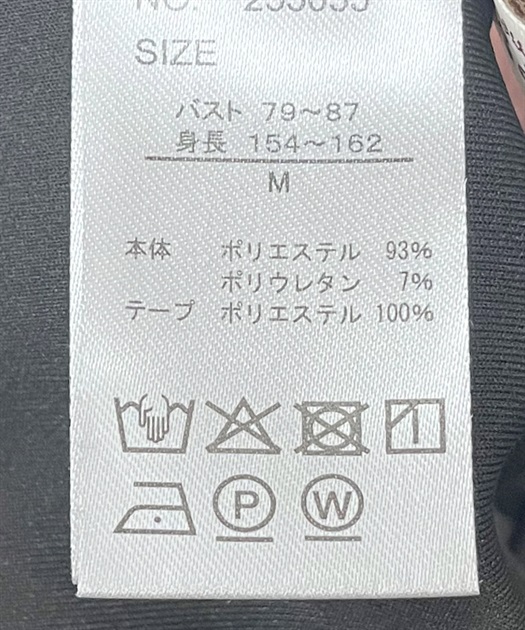 SIZE
バスト 79～87
身長 154～162
M
本体 ポリエステル 93%
ポリウレタン 7%
テープ ポリエステル 100%
P W